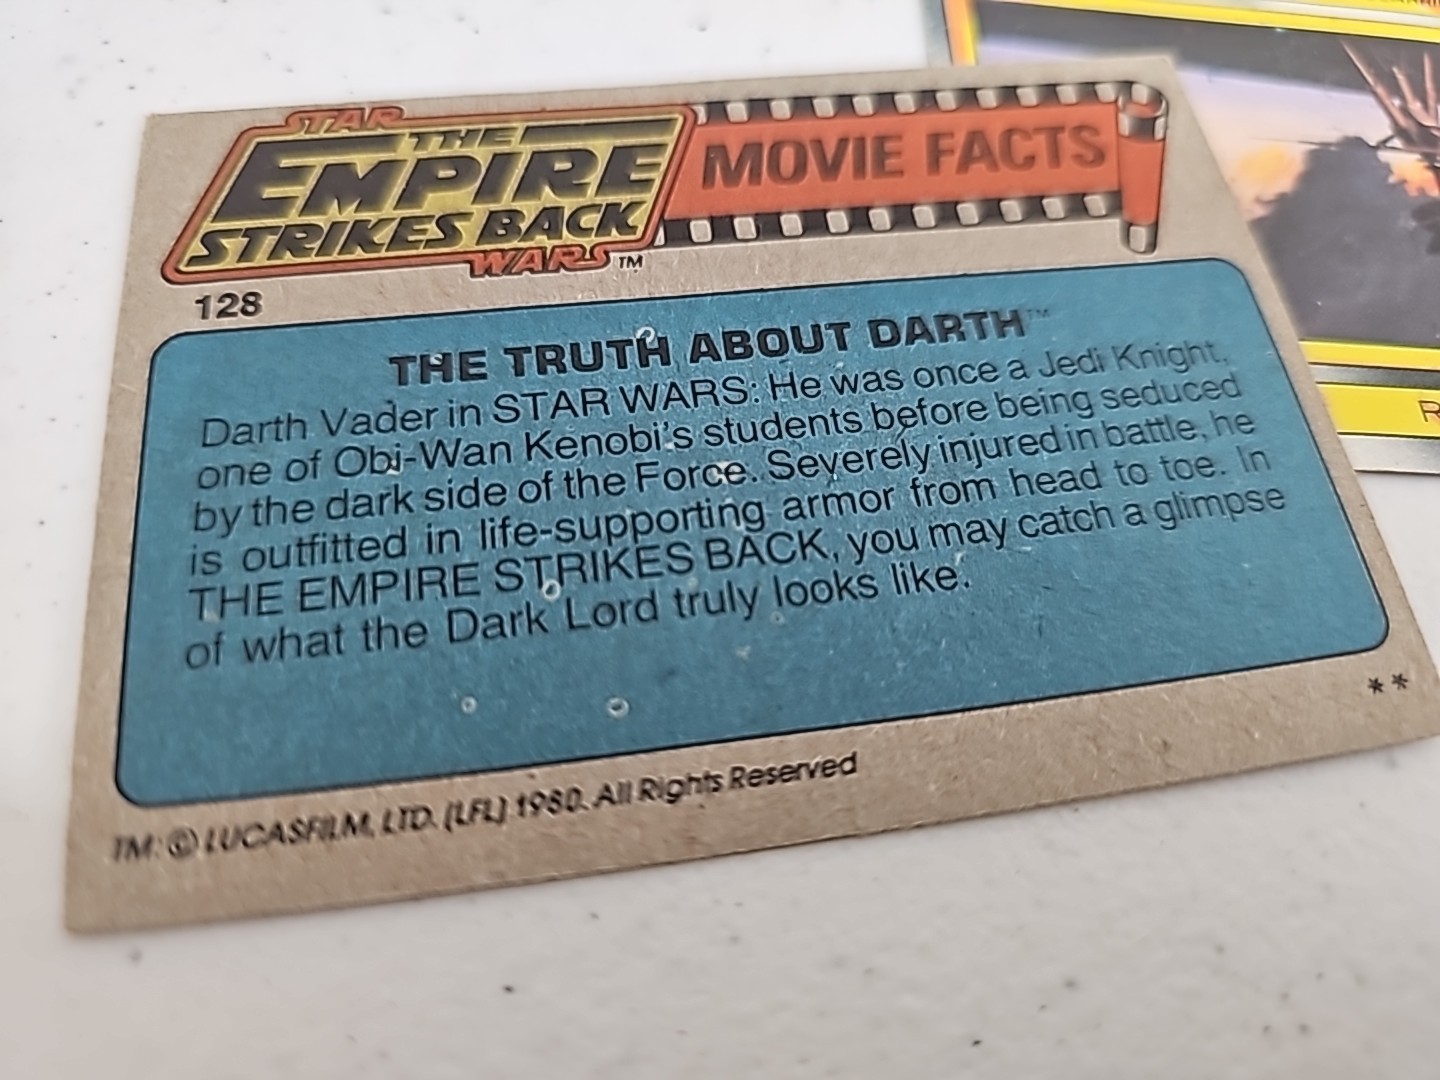 STAR
THE
EMPIRE
STRIKES BACK
WARS™
MOVIE FACTS
128
THE TRUTH ABOUT DARTH™
Darth Vader in STAR WARS: He was once a Jedi Knight,
one of Obi-Wan Kenobi's students before being seduced
by the dark side of the Force. Severely injured in battle, he
is outfitted in life-supporting armor from head to toe. In
THE EMPIRE STRIKES BACK, you may catch a glimpse
of what the Dark Lord truly looks like.
**
TM: © LUCASFILM, LTD. (LFL) 1980. All Rights Reserved
R